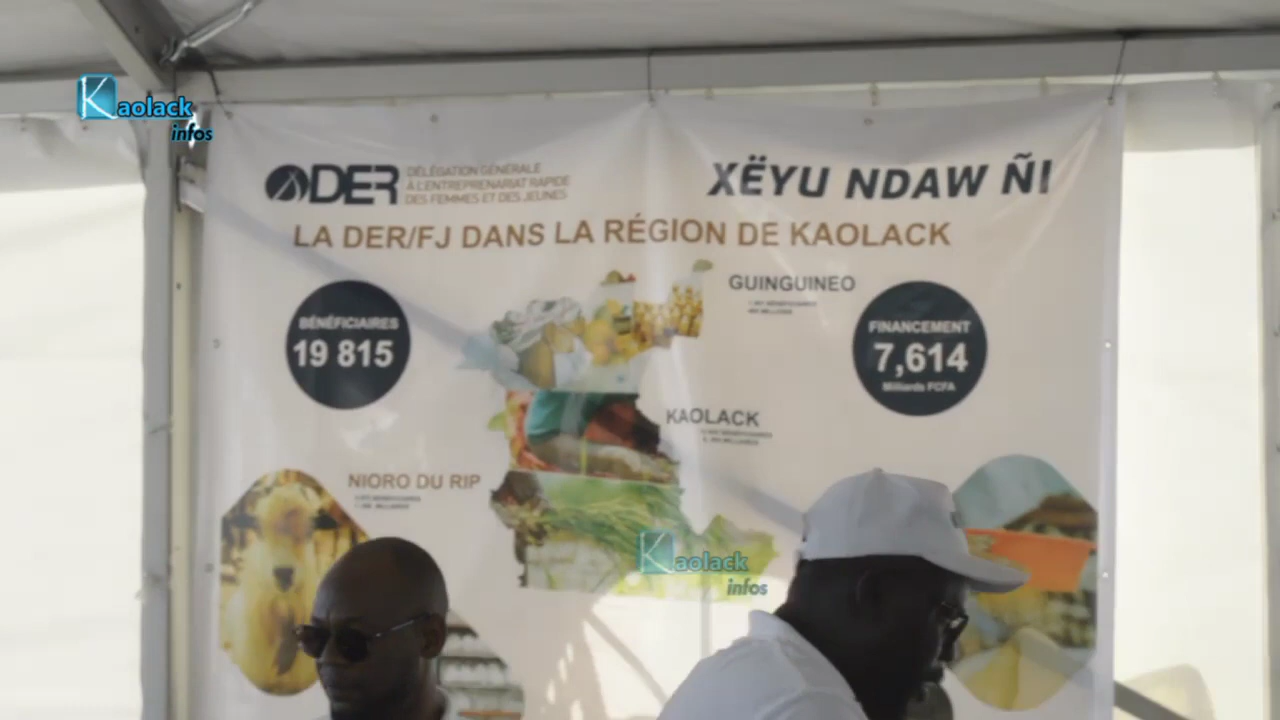 Kaolack
infos
DER
DÉLÉGATION GÉNÉRALE
À L'ENTREPRENARIAT RAPIDE
DES FEMMES ET DES JEUNES
XËYU NDAW ÑI
LA DER/FJ DANS LA RÉGION DE KAOLACK
GUINGUINEO
BÉNÉFICIAIRES
19 815
FINANCEMENT
7,614
Milliards FCFA
KAOLACK
NIORO DU RIP
Kaolack
infos